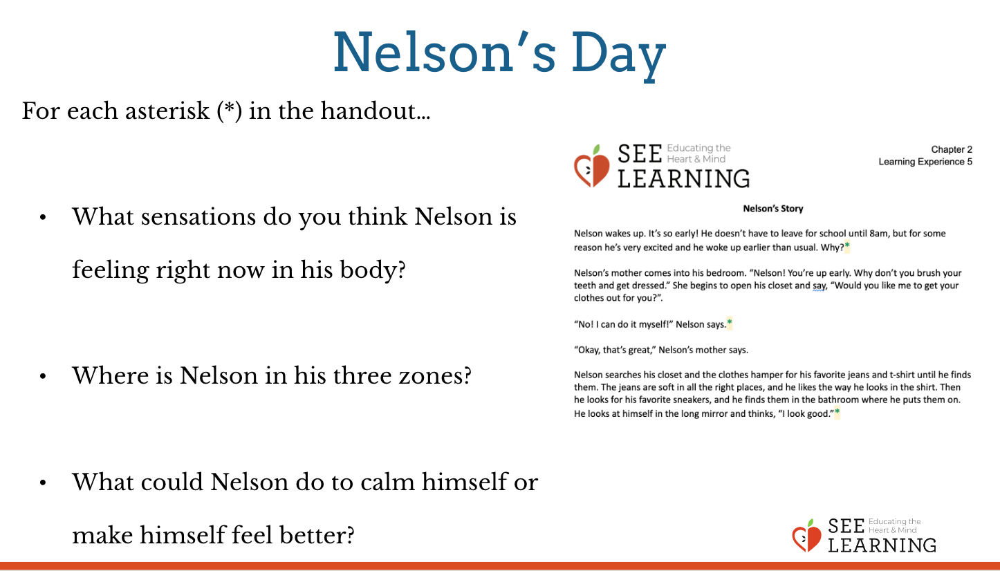 Nelson’s Day
For each asterisk (*) in the handout…
• What sensations do you think Nelson is
feeling right now in his body?
• Where is Nelson in his three zones?
• What could Nelson do to calm himself or
make himself feel better?
SEE Educating the
Heart & Mind
LEARNING
Chapter 2
Learning Experience 5
Nelson’s Story
Nelson wakes up. It’s so early! He doesn’t have to leave for school until 8am, but for some
reason he’s very excited and he woke up earlier than usual. Why?*
Nelson’s mother comes into his bedroom. “Nelson! You’re up early. Why don’t you brush your
teeth and get dressed.” She begins to open his closet and say, “Would you like me to get your
clothes out for you?”.
“No! I can do it myself!” Nelson says.*
“Okay, that’s great,” Nelson’s mother says.
Nelson searches his closet and the clothes hamper for his favorite jeans and t-shirt until he finds
them. The jeans are soft in all the right places, and he likes the way he looks in the shirt. Then
he looks for his favorite sneakers, and he finds them in the bathroom where he puts them on.
He looks at himself in the long mirror and thinks, “I look good.”*
SEE Educating the
Heart & Mind
LEARNING